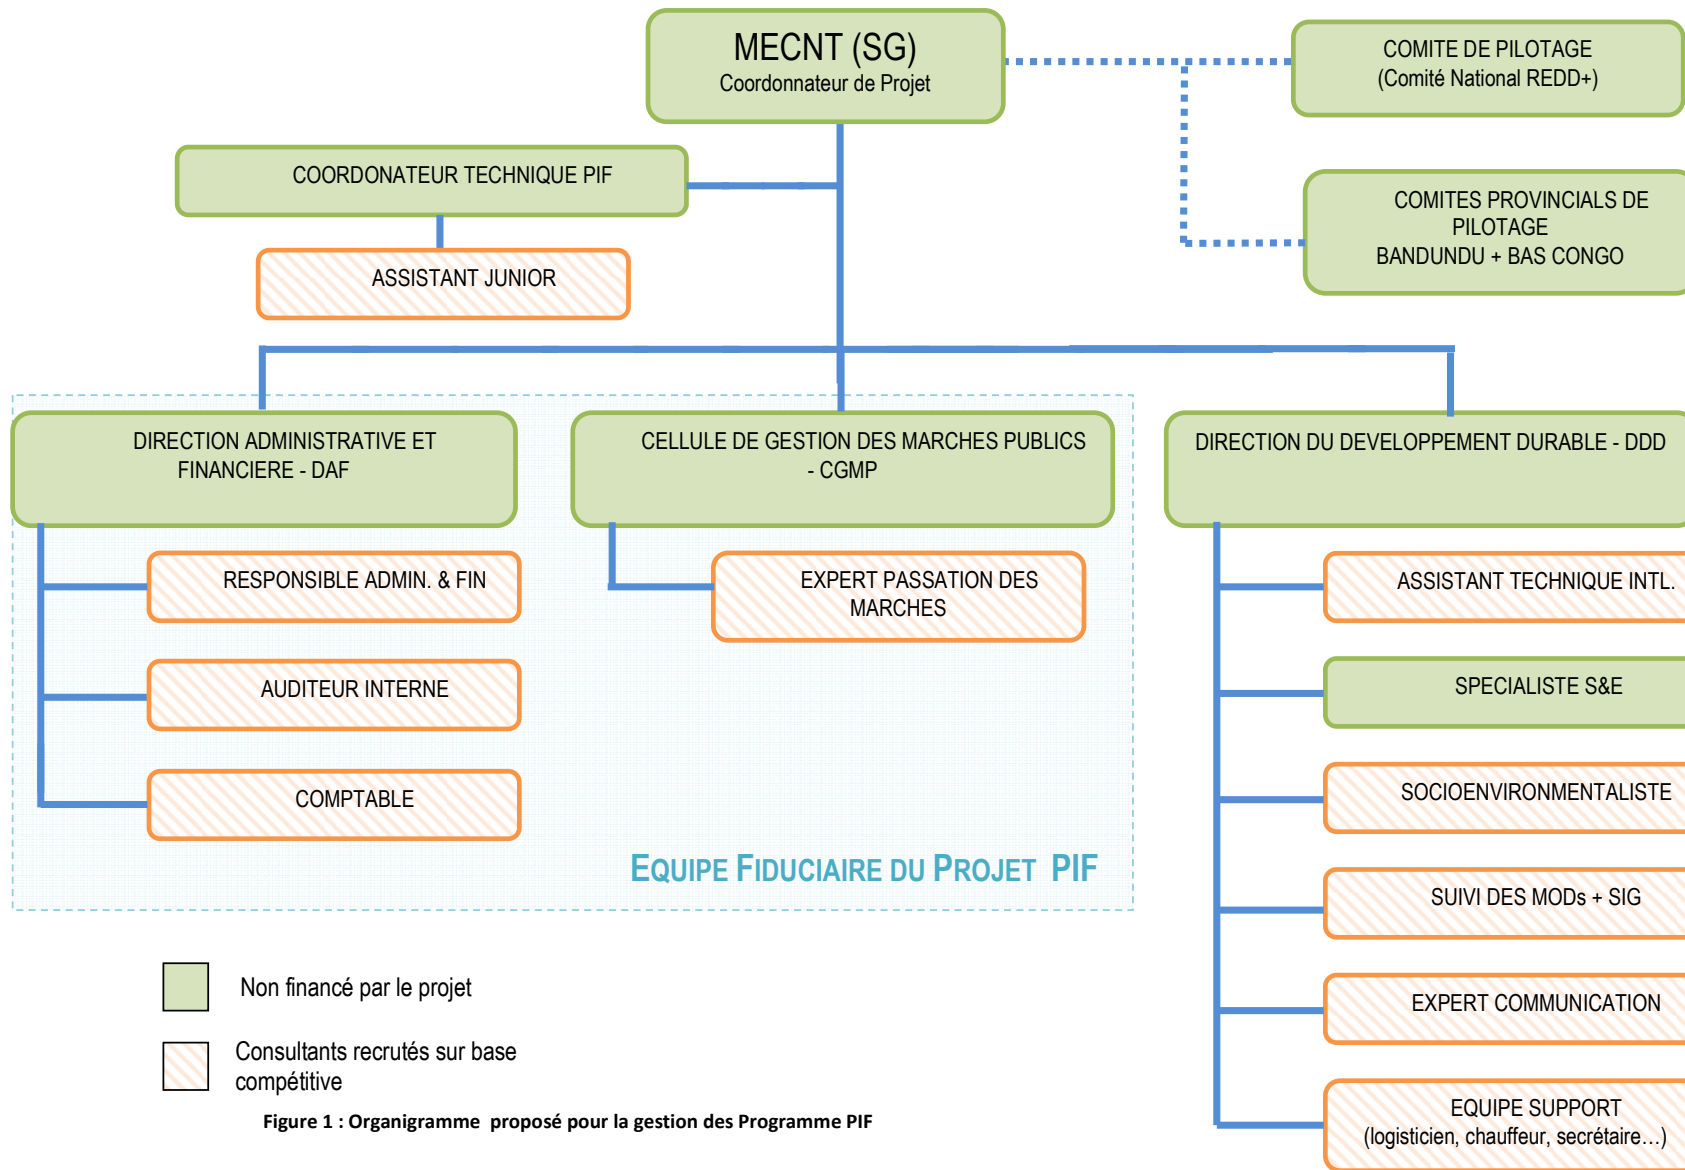 MECNT (SG)
Coordonnateur de Projet
COMITE DE PILOTAGE
(Comité National REDD+)
COORDONATEUR TECHNIQUE PIF
COMITES PROVINCIALS DE
PILOTAGE
BANDUNDU + BAS CONGO
ASSISTANT JUNIOR
DIRECTION ADMINISTRATIVE ET
FINANCIERE - DAF
CELLULE DE GESTION DES MARCHES PUBLICS
- CGMP
DIRECTION DU DEVELOPPEMENT DURABLE - DDD
RESPONSIBLE ADMIN. & FIN
AUDITEUR INTERNE
COMPTABLE
EXPERT PASSATION DES
MARCHES
ASSISTANT TECHNIQUE INTL.
SPECIALISTE S&E
SOCIOENVIRONMENTALISTE
SUIVI DES MODs + SIG
EXPERT COMMUNICATION
EQUIPE SUPPORT
(logisticien, chauffeur, secrétaire…)
EQUIPE FIDUCIAIRE DU PROJET PIF
Non financé par le projet
Consultants recrutés sur base
compétitive
Figure 1 : Organigramme proposé pour la gestion des Programme PIF